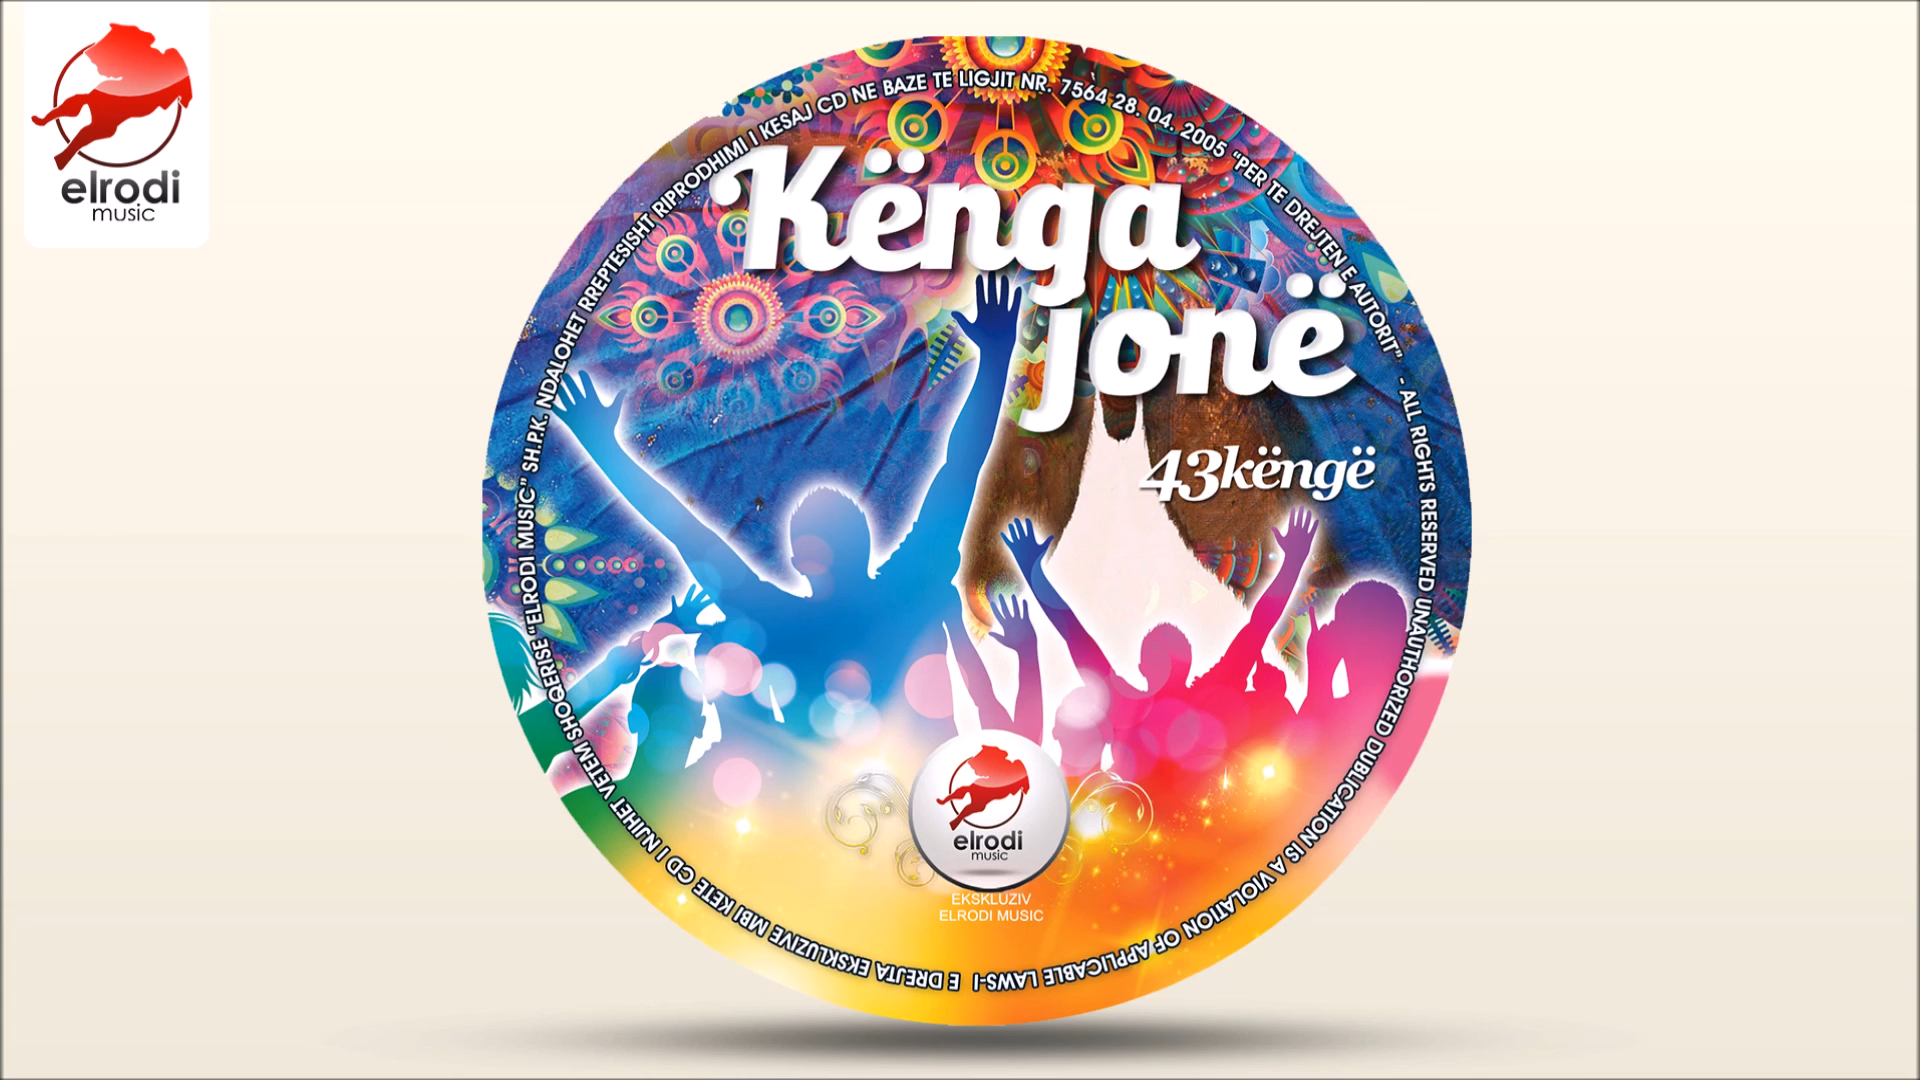 elrodi
music
E DREJTA EKSKLUZIVE MBI KETE CD I NJIHET VETEM SHOQERISE “ELRODI MUSIC” SH.P.K. NDALOHET RREPTESISHT RIPRODHIMI I KESAJ CD NE BAZE TE LIGJIT NR. 7564 28. 04. 2005 “PER TE DREJTEN E AUTORIT” - ALL RIGHTS RESERVED UNAUTHORIZED DUBLICATION IS A VIOLATION OF APPLICABLE LAWS-I
Kënga
jonë
43këngë
elrodi
music
EKSKLUZIV
ELRODI MUSIC